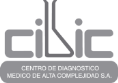 cibic
CENTRO DE DIAGNOSTICO
MEDICO DE ALTA COMPLEJIDAD S.A.